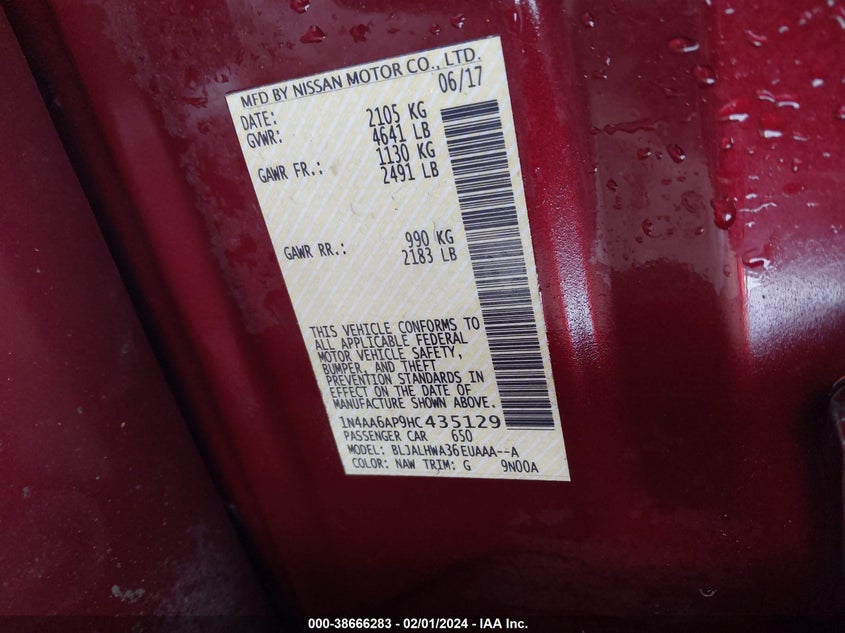 MFD BY NISSAN MOTOR CO., LTD.
DATE: 06/17
GVWR: 2105 KG
4641 LB
GAWR FR.: 1130 KG
2491 LB
GAWR RR.: 990 KG
2183 LB
THIS VEHICLE CONFORMS TO
ALL APPLICABLE FEDERAL
MOTOR VEHICLE SAFETY,
BUMPER, AND THEFT
PREVENTION STANDARDS IN
EFFECT ON THE DATE OF
MANUFACTURE SHOWN ABOVE.
1N4AA6AP9HC435129
PASSENGER CAR 650
MODEL: BLJALHWA36EUAAA--A
COLOR: NAW TRIM: G 9N00A
000-38666283 - 02/01/2024 - IAA Inc.